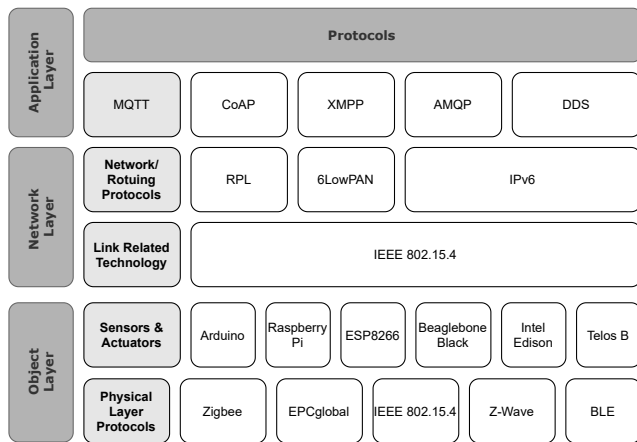 Protocols
Application
Layer
MQTT
CoAP
XMPP
AMQP
DDS
Network
Layer
Network/
Rotuing
Protocols
RPL
6LowPAN
IPv6
Link Related
Technology
IEEE 802.15.4
Object
Layer
Sensors &
Actuators
Arduino
Raspberry
Pi
ESP8266
Beaglebone
Black
Intel
Edison
Telos B
Physical
Layer
Protocols
Zigbee
EPCglobal
IEEE 802.15.4
Z-Wave
BLE